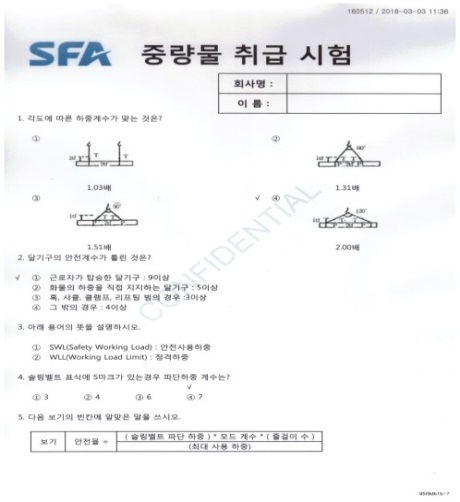 160512 / 2018-03-03 11:36
SFA 중량물 취급 시험
회사명 :
이 름 :
1. 각도에 따른 하중계수가 맞는 것은?
① ②
60°
1.03배 1.31배
③ √ ④
90° 120°
1.51배 2.00배
2. 달기구의 안전계수가 틀린 것은?
√ ① 근로자가 탑승한 달기구 : 9이상
② 화물의 하중을 직접 지지하는 달기구 : 5이상
③ 훅, 샤클, 클램프, 리프팅 빔의 경우 :3이상
④ 그 밖의 경우 : 4이상
3. 아래 용어의 뜻을 설명하시오.
① SWL(Safety Working Load) : 안전사용하중
② WLL(Working Load Limit) : 정격하중
4. 슬링벨트 표식에 S마크가 있는경우 파단하중 계수는?
√
① 3 ② 4 ③ 6 ④ 7
5. 다음 보기의 빈칸에 알맞은 말을 쓰시오.
보기 안전율 = ( 슬링벨트 파단 하중 ) * 모드 계수 * ( 줄걸이 수 )
(최대 사용 하중)
CONFIDENTIAL